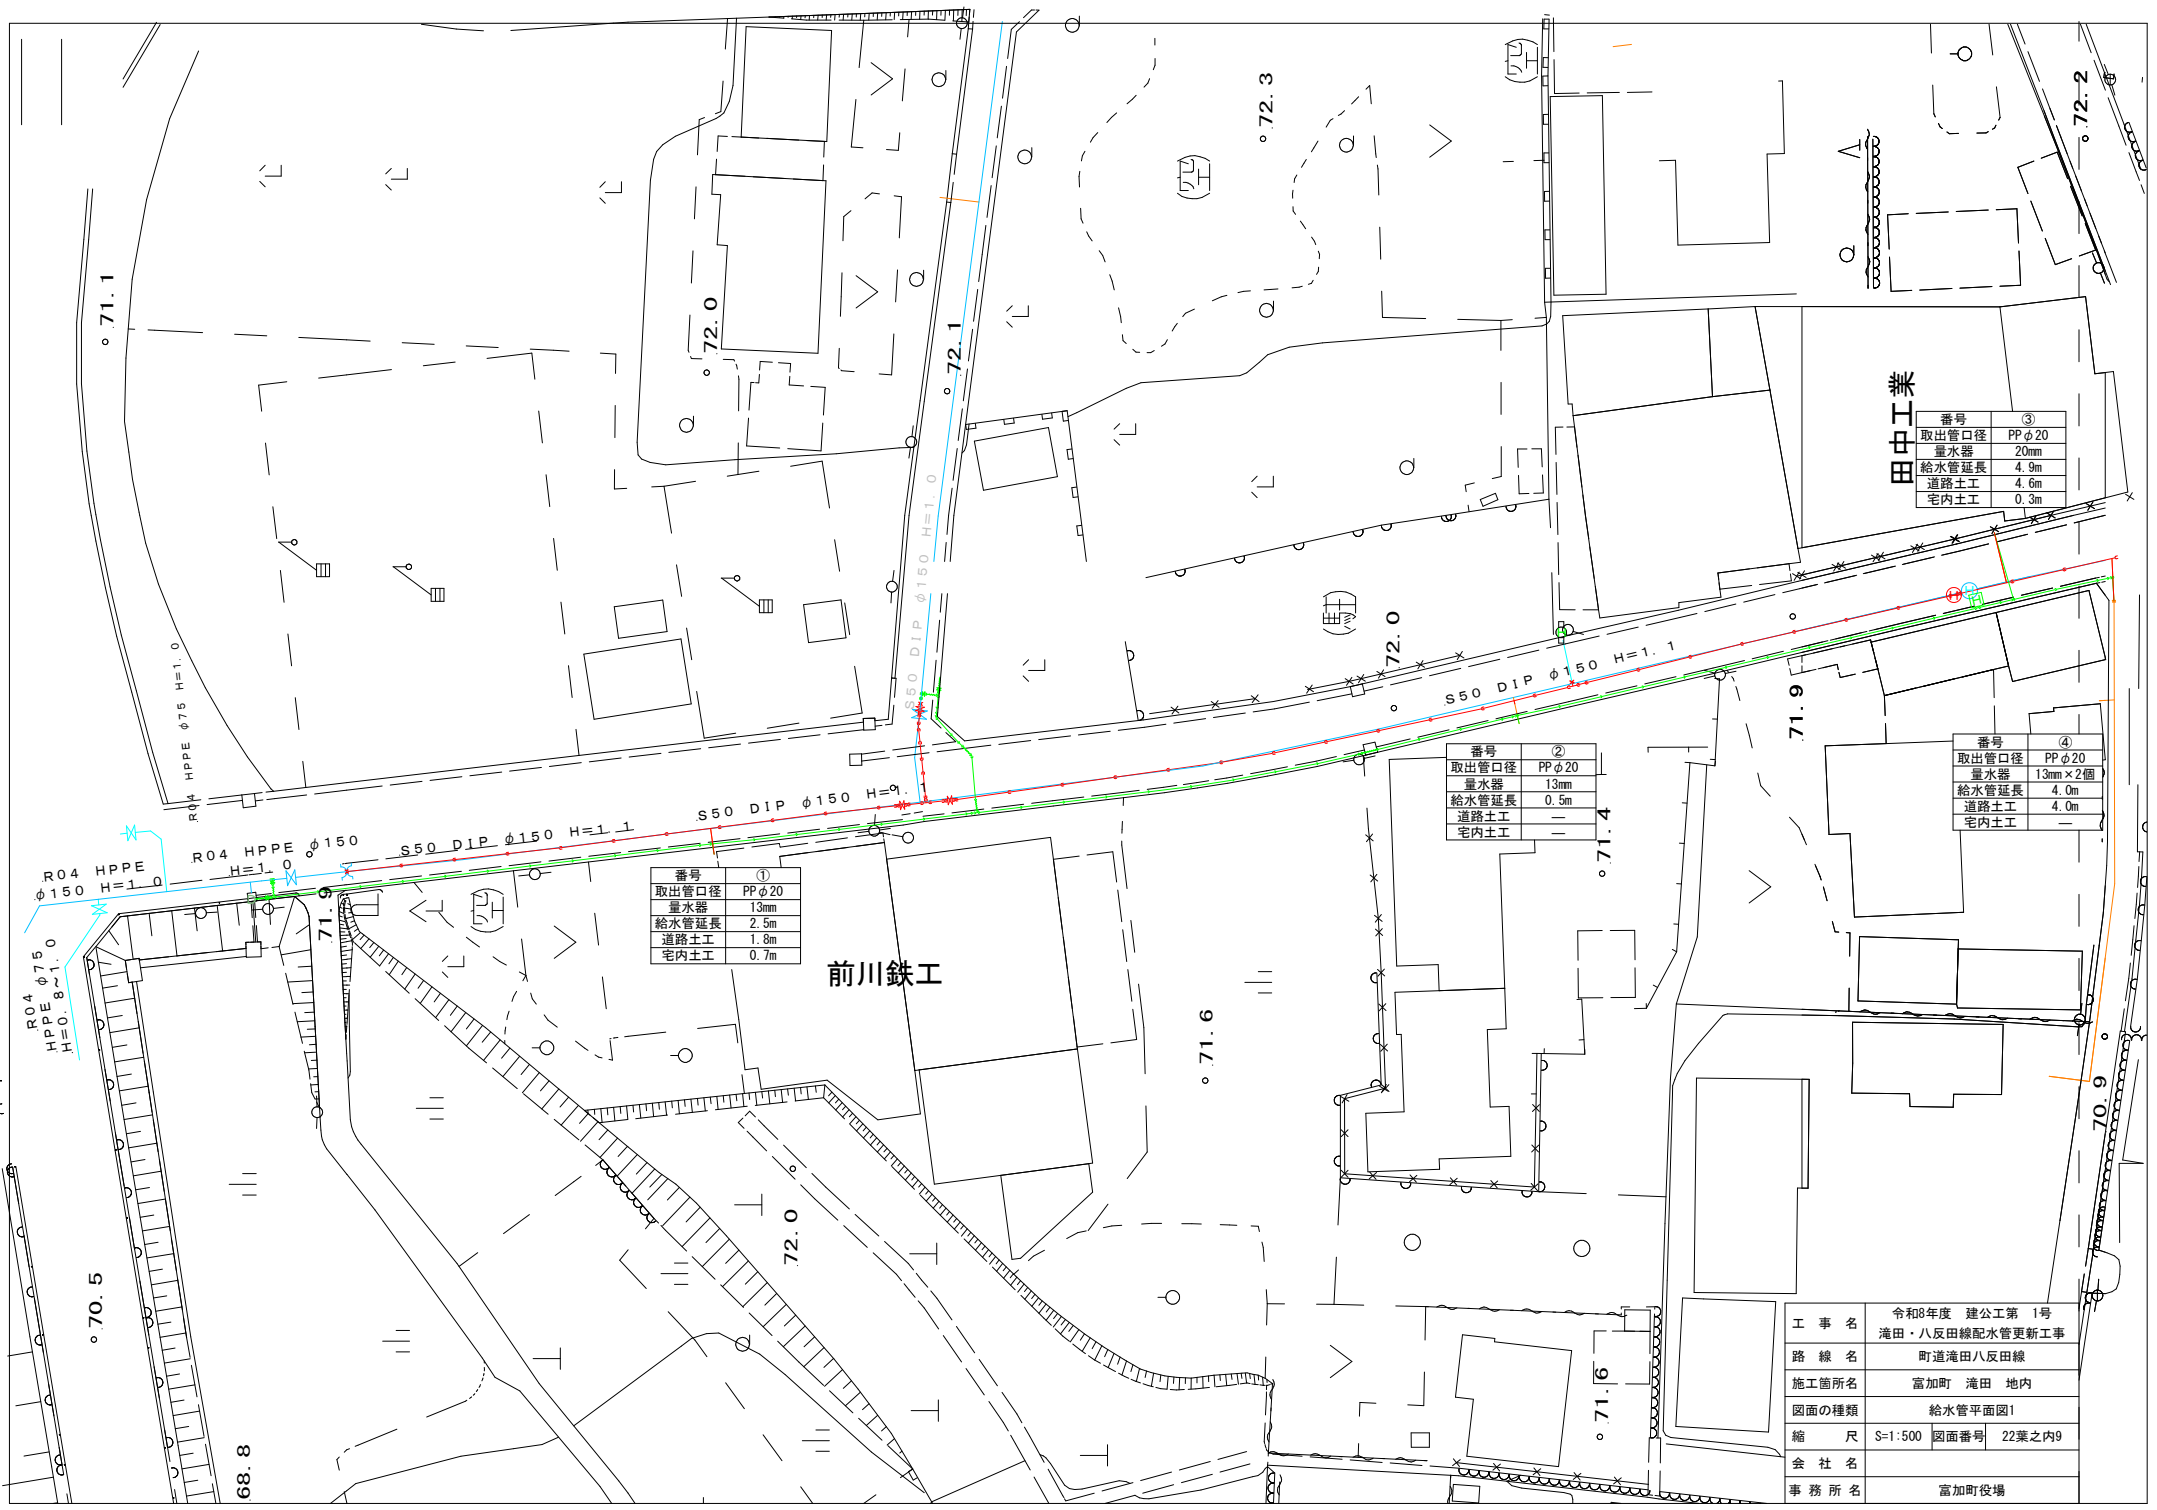 72.3
(空)
(空)
72.2
71.1
72.0
72.1
田中工業
番号 ③
取出管口径 PPφ20
量水器 20mm
給水管延長 4.9m
道路土工 4.6m
宅内土工 0.3m
S50 DIP φ150 H=1.0
R04 HPPE φ75 H=1.0
72.0
S50 DIP φ150 H=1.1
71.9
番号 ②
取出管口径 PPφ20
量水器 13mm
給水管延長 0.5m
道路土工 —
宅内土工 —
番号 ④
取出管口径 PPφ20
量水器 13mm×2個
給水管延長 4.0m
道路土工 4.0m
宅内土工 —
S50 DIP φ150 H=1.1
S50 DIP φ150 H=1.1
R04 HPPE φ150
H=1.0
R04 HPPE
φ150 H=1.0
71.4
71.9
(空)
番号 ①
取出管口径 PPφ20
量水器 13mm
給水管延長 2.5m
道路土工 1.8m
宅内土工 0.7m
前川鉄工
R04
HPPE φ75
H=0.8~1.0
71.6
70.9
72.0
70.5
68.8
71.6
工事名 令和8年度 建公工第 1号
滝田・八反田線配水管更新工事
路線名 町道滝田八反田線
施工箇所名 富加町 滝田 地内
図面の種類 給水管平面図1
縮尺 S=1:500 図面番号 22葉之内9
会社名
事務所名 富加町役場